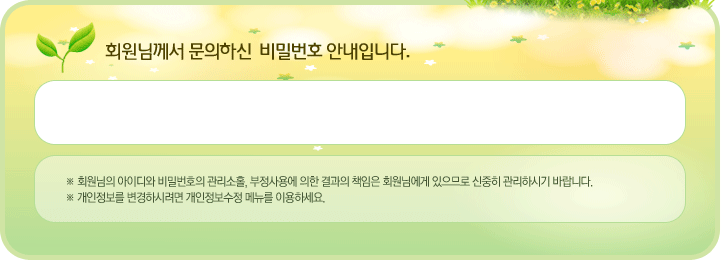 회원님께서 문의하신 비밀번호 안내입니다.
※ 회원님의 아이디와 비밀번호의 관리소홀, 부정사용에 의한 결과의 책임은 회원님에게 있으므로 신중히 관리하시기 바랍니다.
※ 개인정보를 변경하시려면 개인정보수정 메뉴를 이용하세요.